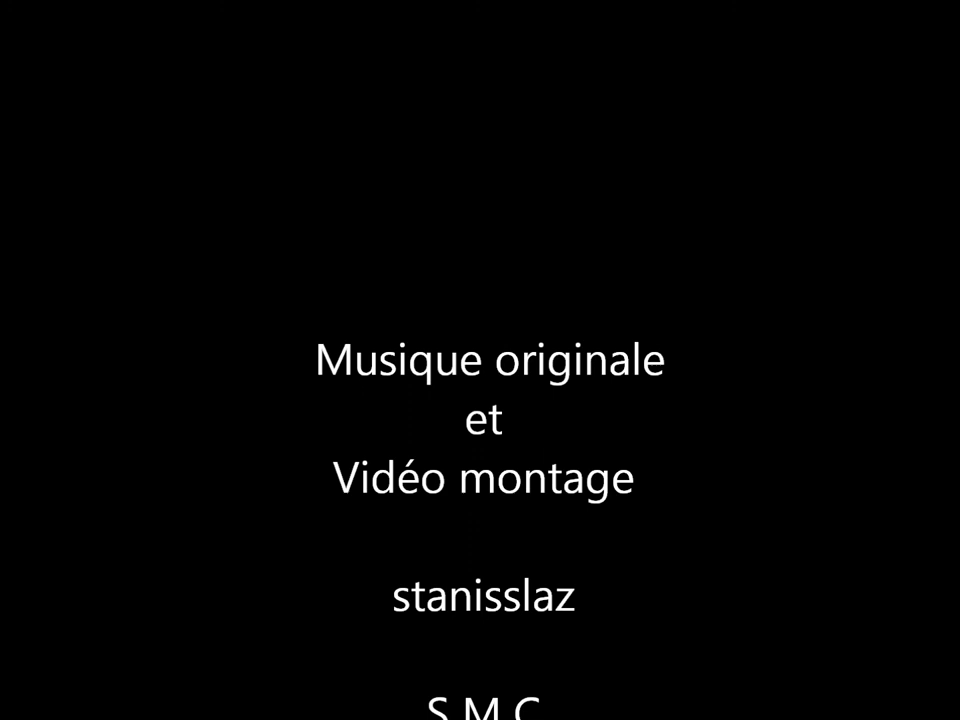 Musique originale
et
Vidéo montage
stanisslaz
S M C